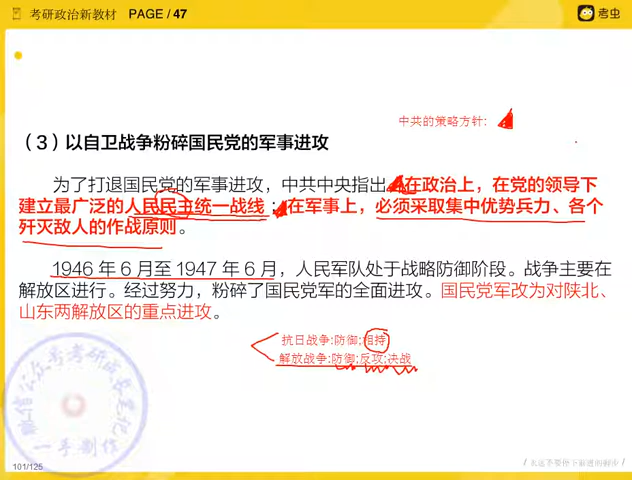 考研政治新教材 PAGE / 47
考虫
中共的策略方针:
（3）以自卫战争粉碎国民党的军事进攻
为了打退国民党的军事进攻，中共中央指出在政治上，在党的领导下
建立最广泛的人民民主统一战线；在军事上，必须采取集中优势兵力、各个
歼灭敌人的作战原则。
1946 年 6 月至 1947 年 6 月，人民军队处于战略防御阶段。战争主要在
解放区进行。经过努力，粉碎了国民党军的全面进攻。国民党军改为对陕北、
山东两解放区的重点进攻。
抗日战争:防御;相持
解放战争:防御;反攻;决战
一手制作
101/125